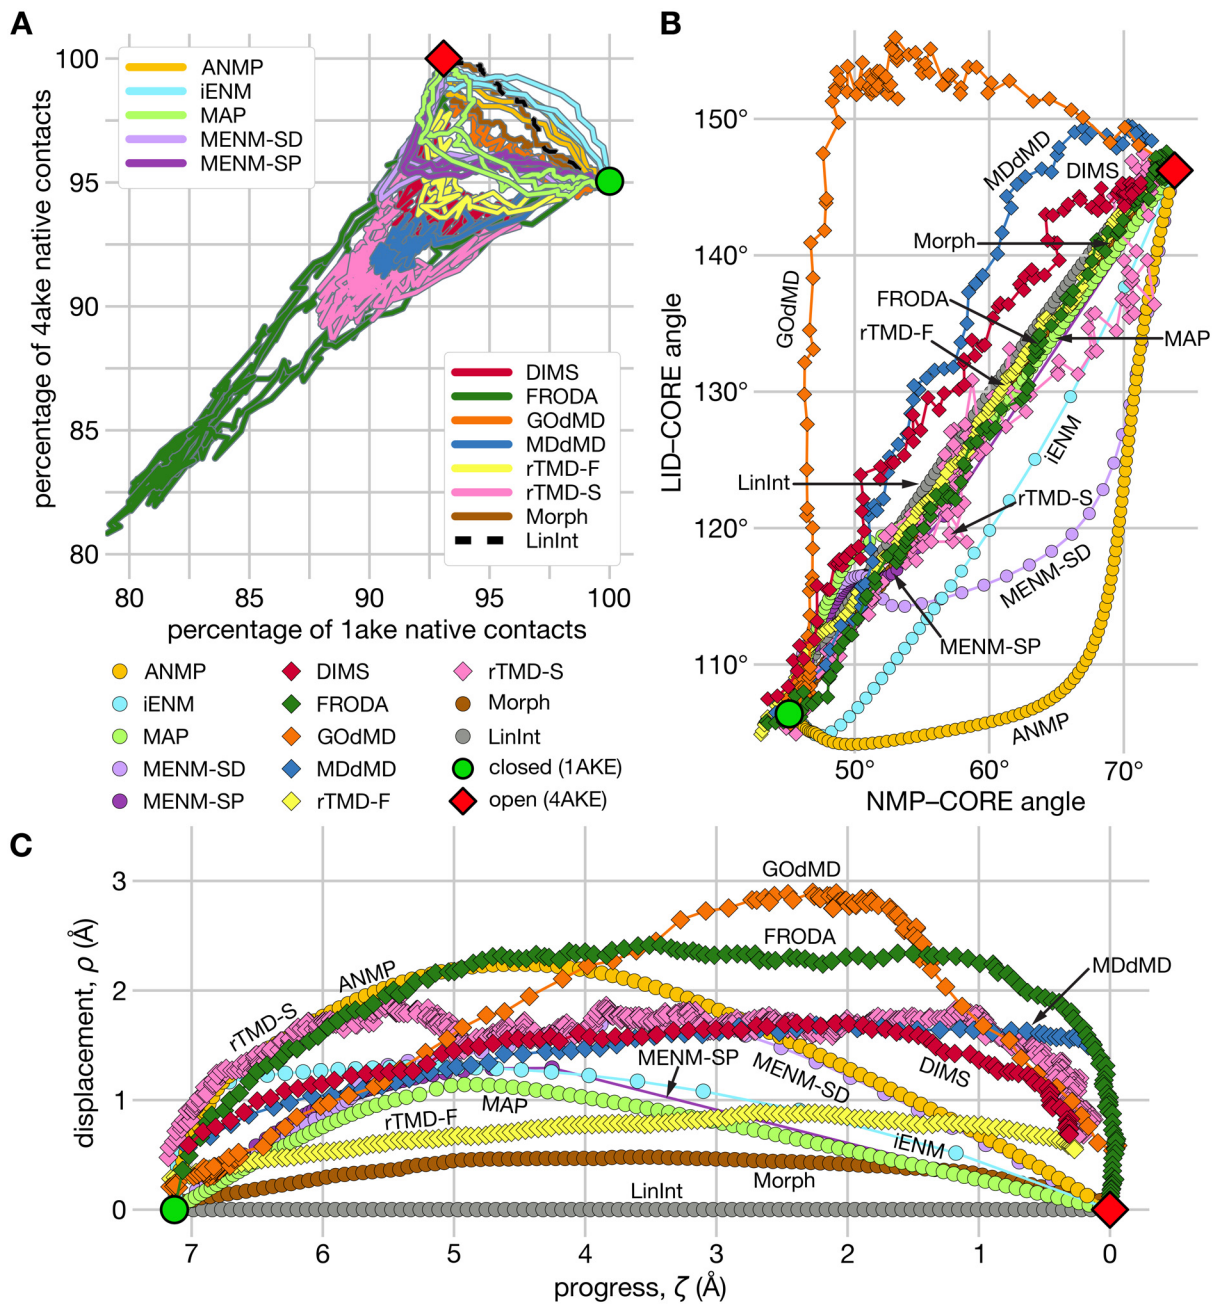 A
percentage of 4ake native contacts
100
95
90
85
80
ANMP
iENM
MAP
MENM-SD
MENM-SP
DIMS
FRODA
GOdMD
MDdMD
rTMD-F
rTMD-S
Morph
LinInt
80 85 90 95 100
percentage of 1ake native contacts
B
LID–CORE angle
150°
140°
130°
120°
110°
MDdMD
DIMS
Morph
GOdMD
FRODA
rTMD-F
MAP
iENM
LinInt
rTMD-S
MENM-SD
MENM-SP
ANMP
50° 60° 70°
NMP–CORE angle
ANMP DIMS rTMD-S
iENM FRODA Morph
MAP GOdMD LinInt
MENM-SD MDdMD closed (1AKE)
MENM-SP rTMD-F open (4AKE)
C
displacement, ρ (Å)
3
2
1
0
GOdMD
FRODA
MDdMD
ANMP
rTMD-S
MENM-SP
MENM-SD
DIMS
MAP
rTMD-F
iENM
Morph
LinInt
7 6 5 4 3 2 1 0
progress, ζ (Å)